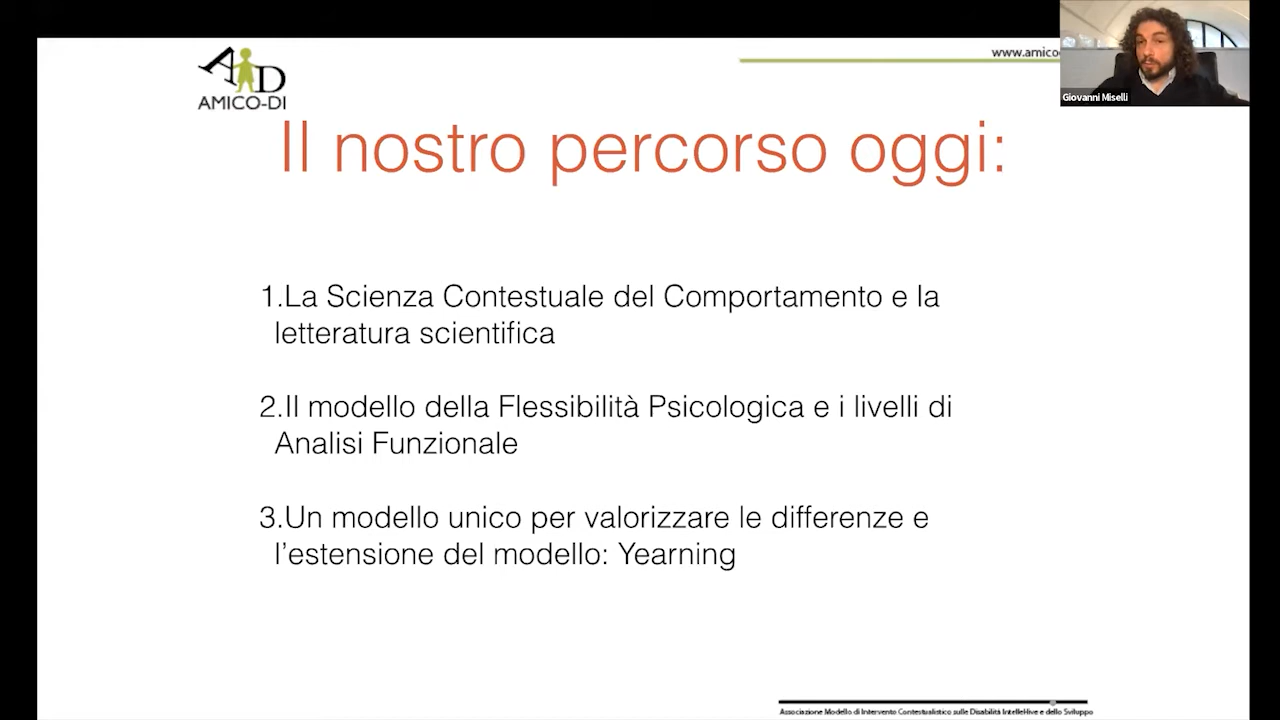 AD
AMICO-DI
www.amico
Giovanni Miselli
Il nostro percorso oggi:
1.La Scienza Contestuale del Comportamento e la
letteratura scientifica
2.Il modello della Flessibilità Psicologica e i livelli di
Analisi Funzionale
3.Un modello unico per valorizzare le differenze e
l'estensione del modello: Yearning
Associazione Modello di Intervento Contestualistico sulle Disabilità Intellettive e dello Sviluppo